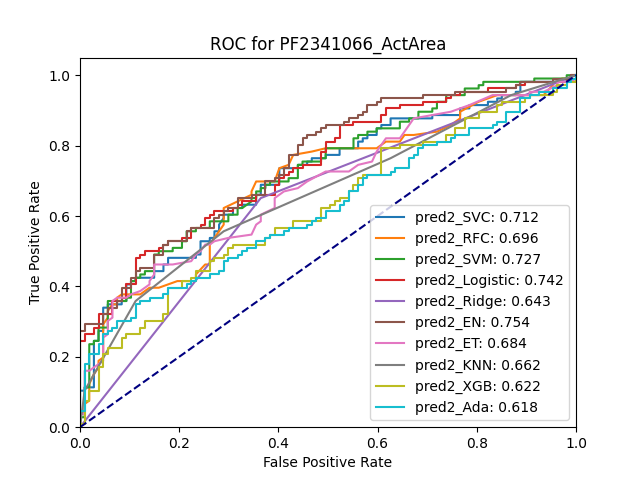 ROC for PF2341066_ActArea
True Positive Rate
1.0
0.8
0.6
0.4
0.2
0.0
pred2_SVC: 0.712
pred2_RFC: 0.696
pred2_SVM: 0.727
pred2_Logistic: 0.742
pred2_Ridge: 0.643
pred2_EN: 0.754
pred2_ET: 0.684
pred2_KNN: 0.662
pred2_XGB: 0.622
pred2_Ada: 0.618
0.0 0.2 0.4 0.6 0.8 1.0
False Positive Rate